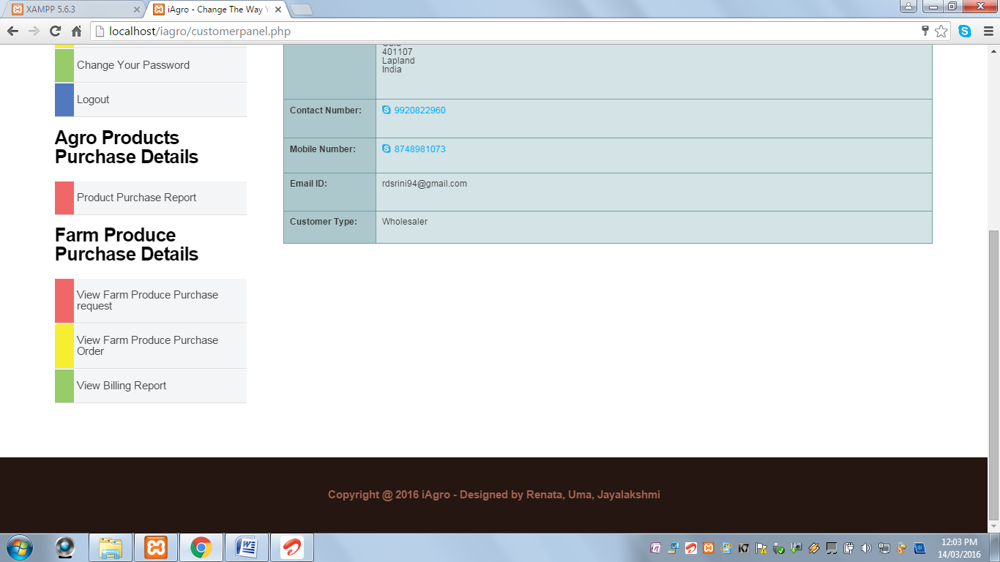 XAMPP 5.6.3
iAgro - Change The Way Y
localhost/iagro/customerpanel.php
Change Your Password
Logout
Agro Products
Purchase Details
Product Purchase Report
Farm Produce
Purchase Details
View Farm Produce Purchase
request
View Farm Produce Purchase
Order
View Billing Report
401107
Lapland
India
Contact Number: 9920822960
Mobile Number: 8748981073
Email ID: rdsrini94@gmail.com
Customer Type: Wholesaler
Copyright @ 2016 iAgro - Designed by Renata, Uma, Jayalakshmi
K7
12:03 PM
14/03/2016